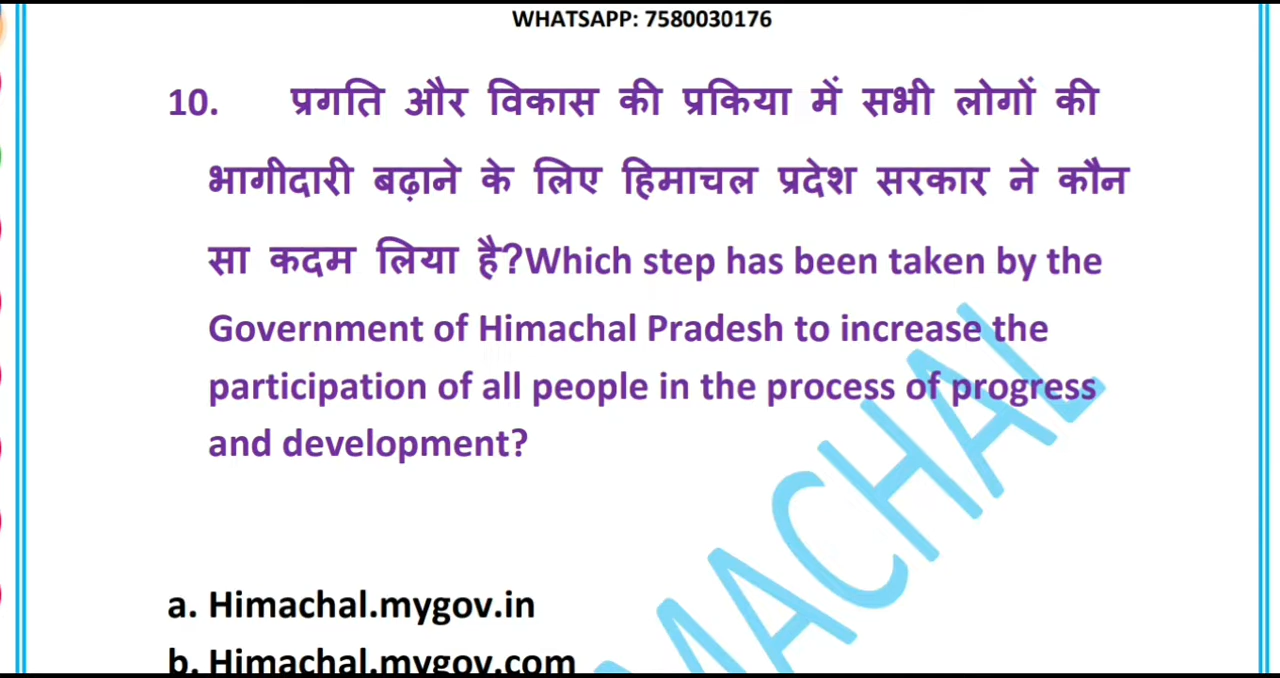 WHATSAPP: 7580030176
10. प्रगति और विकास की प्रकिया में सभी लोगों की
भागीदारी बढ़ाने के लिए हिमाचल प्रदेश सरकार ने कौन
सा कदम लिया है?Which step has been taken by the
Government of Himachal Pradesh to increase the
participation of all people in the process of progress
and development?
a. Himachal.mygov.in
b. Himachal.mygov.com
MACHAL